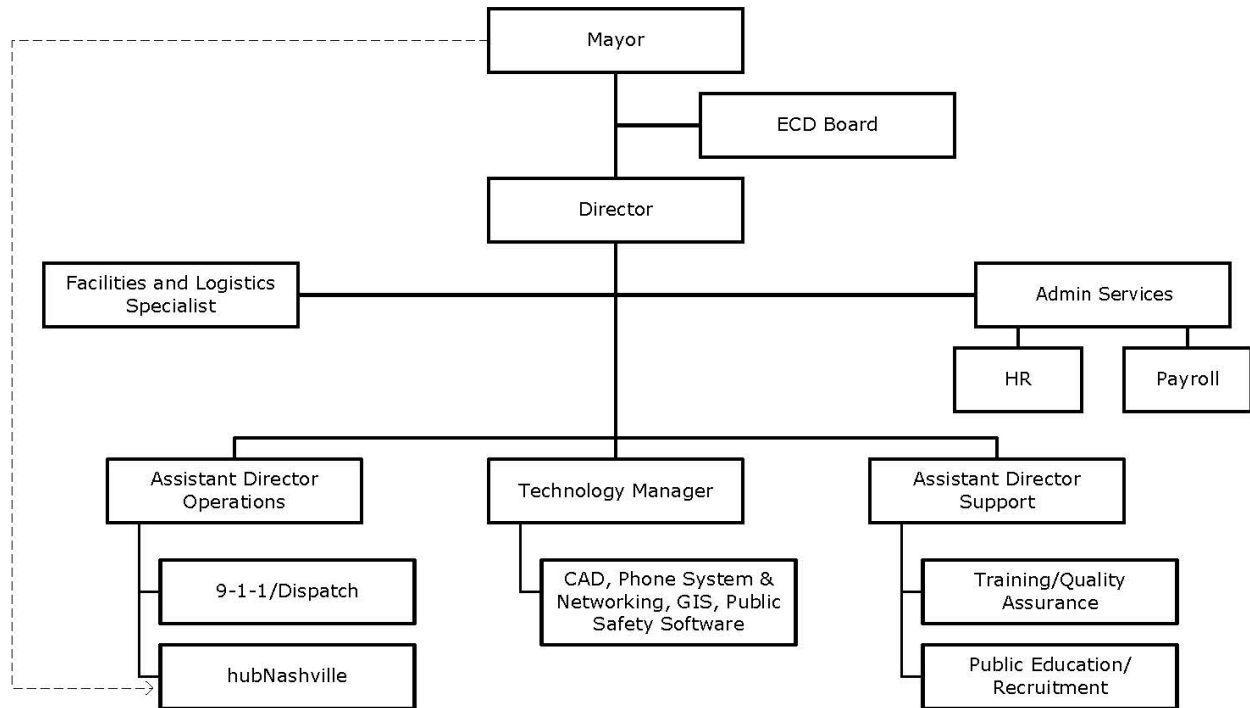 Mayor
ECD Board
Director
Facilities and Logistics
Specialist
Admin Services
HR
Payroll
Assistant Director
Operations
Technology Manager
Assistant Director
Support
9-1-1/Dispatch
CAD, Phone System &
Networking, GIS, Public
Safety Software
Training/Quality
Assurance
hubNashville
Public Education/
Recruitment